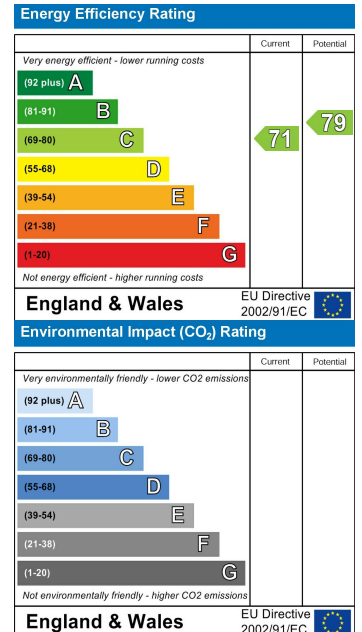 Energy Efficiency Rating
Current Potential
Very energy efficient - lower running costs
(92 plus) A
(81-91) B
(69-80) C
(55-68) D
(39-54) E
(21-38) F
(1-20) G
71
79
Not energy efficient - higher running costs
England & Wales
EU Directive
2002/91/EC
Environmental Impact (CO₂) Rating
Current Potential
Very environmentally friendly - lower CO2 emissions
(92 plus) A
(81-91) B
(69-80) C
(55-68) D
(39-54) E
(21-38) F
(1-20) G
Not environmentally friendly - higher CO2 emissions
England & Wales
EU Directive
2002/91/EC